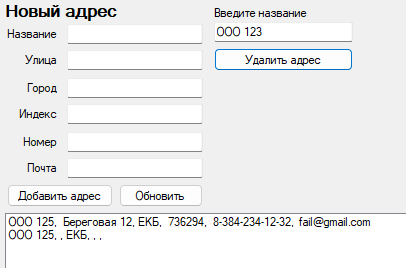 Новый адрес
Название
Улица
Город
Индекс
Номер
Почта
Добавить адрес
Обновить
Введите название
ООО 123
Удалить адрес
ООО 125, Береговая 12, ЕКБ, 736294, 8-384-234-12-32, fail@gmail.com
ООО 125, , ЕКБ, , ,